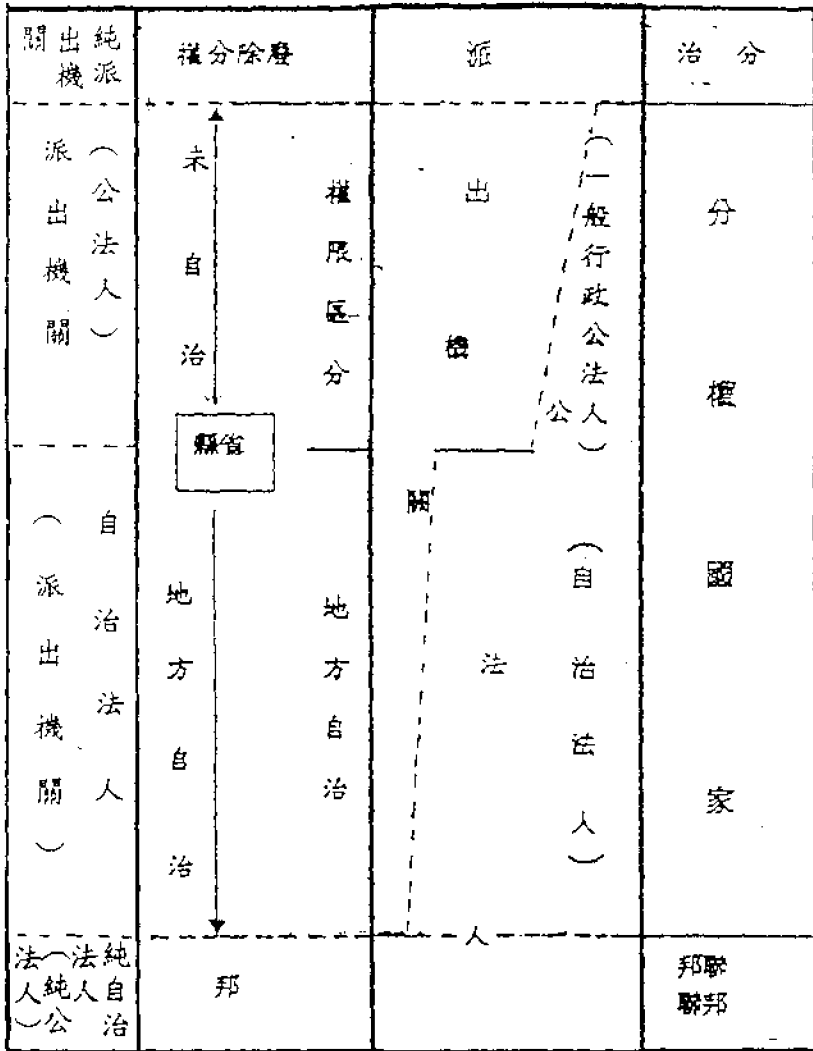 分治
分權國家
聯邦
邦聯
(一般行政公法人)
(自治法人)
公法人
派出機關
廢除分權
權限區分
未自治
省縣
地方自治
地方自治
邦
純派
出機
關
(公法人)
派出機關
自治法人
(派出機關)
純自治
法人
(純公
法人)